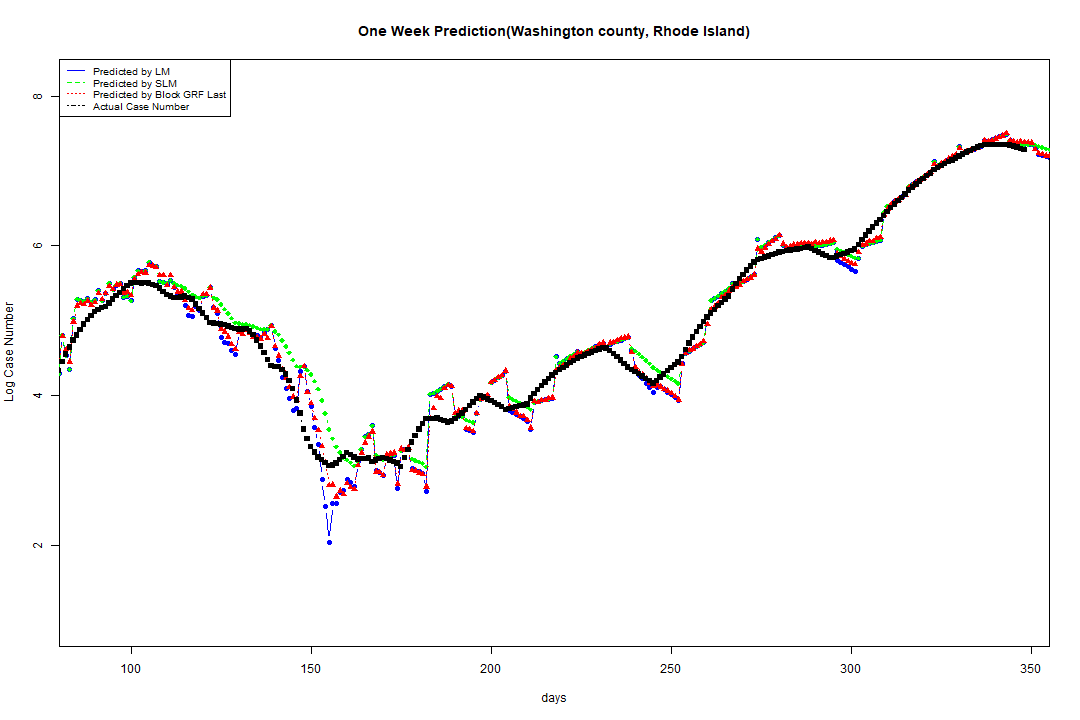 One Week Prediction(Washington county, Rhode Island)
Predicted by LM
Predicted by SLM
Predicted by Block GRF Last
Actual Case Number
8
6
4
2
Log Case Number
100 150 200 250 300 350
days